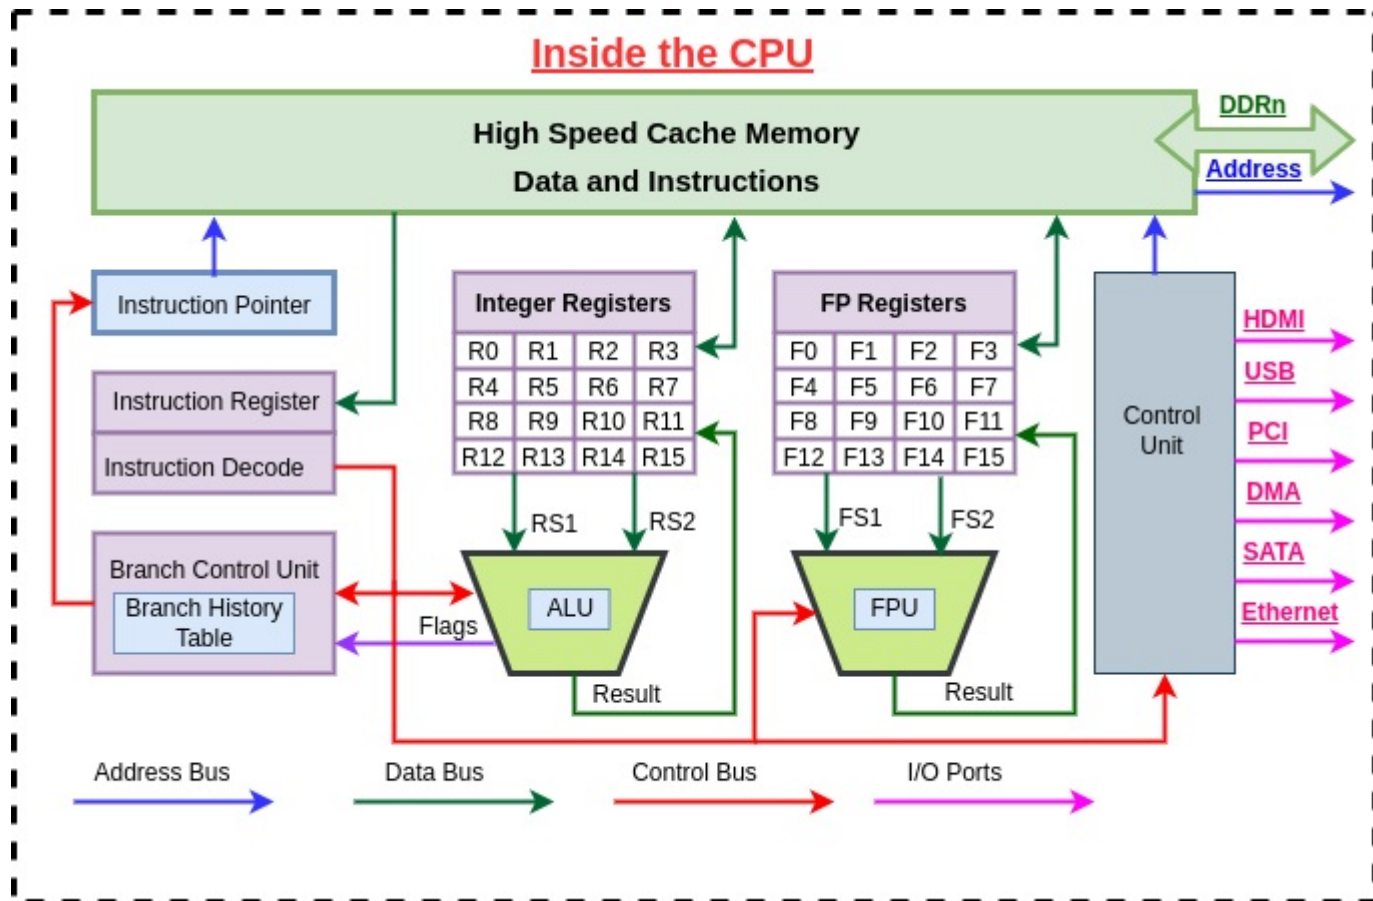 Inside the CPU
High Speed Cache Memory
Data and Instructions
DDRn
Address
Instruction Pointer
Instruction Register
Instruction Decode
Branch Control Unit
Branch History
Table
Integer Registers
R0 R1 R2 R3
R4 R5 R6 R7
R8 R9 R10 R11
R12 R13 R14 R15
RS1
RS2
ALU
Flags
Result
FP Registers
F0 F1 F2 F3
F4 F5 F6 F7
F8 F9 F10 F11
F12 F13 F14 F15
FS1
FS2
FPU
Result
Control
Unit
HDMI
USB
PCI
DMA
SATA
Ethernet
Address Bus
Data Bus
Control Bus
I/O Ports